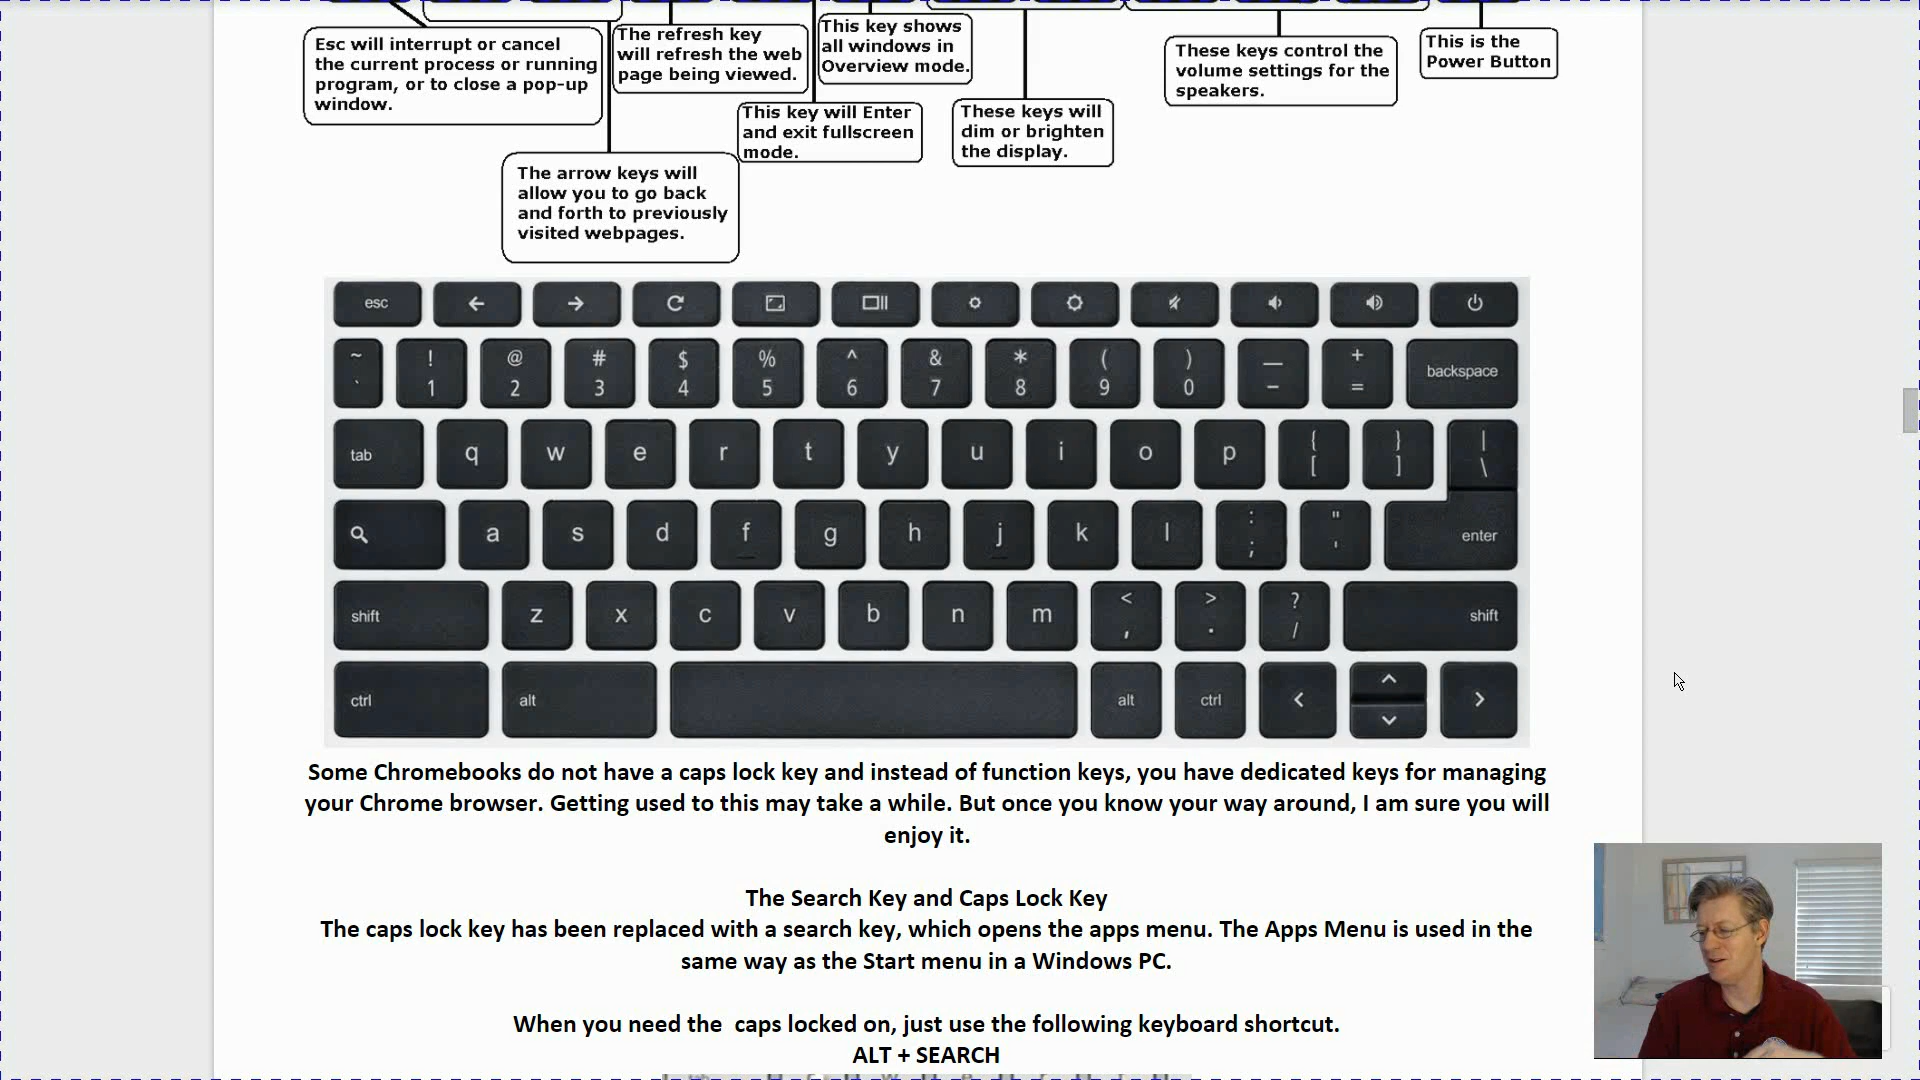 Esc will interrupt or cancel
the current process or running
program, or to close a pop-up
window.
The refresh key
will refresh the web
page being viewed.
This key shows
all windows in
Overview mode.
These keys control the
volume settings for the
speakers.
This is the
Power Button
This key will Enter
and exit fullscreen
mode.
These keys will
dim or brighten
the display.
The arrow keys will
allow you to go back
and forth to previously
visited webpages.
esc
~ ! @ # $ % ^ & * ( ) — +
` 1 2 3 4 5 6 7 8 9 0 - = backspace
tab q w e r t y u i o p { [ } ] | \
a s d f g h j k l : ; " ' enter
shift z x c v b n m < , > . ? / shift
ctrl alt alt ctrl < ^ v >
Some Chromebooks do not have a caps lock key and instead of function keys, you have dedicated keys for managing
your Chrome browser. Getting used to this may take a while. But once you know your way around, I am sure you will
enjoy it.
The Search Key and Caps Lock Key
The caps lock key has been replaced with a search key, which opens the apps menu. The Apps Menu is used in the
same way as the Start menu in a Windows PC.
When you need the  caps locked on, just use the following keyboard shortcut.
ALT + SEARCH